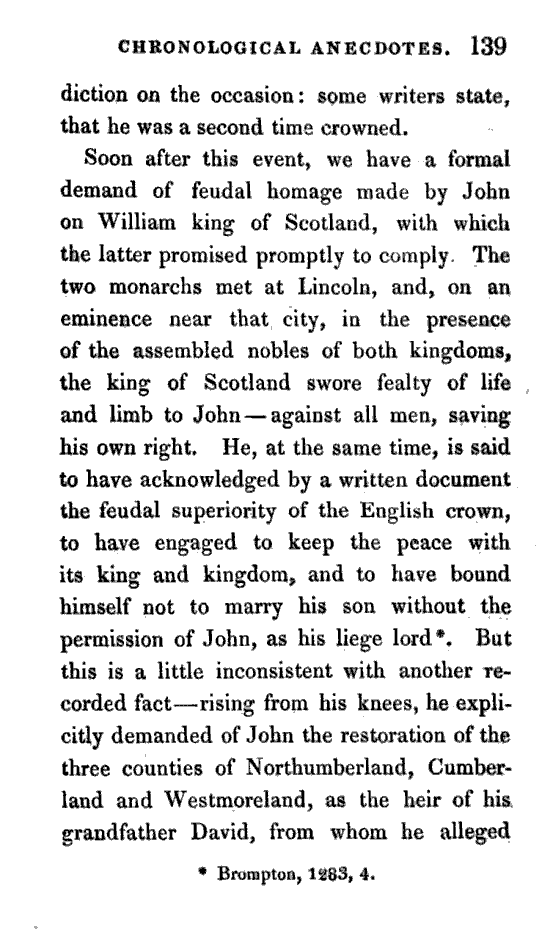 CHRONOLOGICAL ANECDOTES. 139
diction on the occasion: some writers state,
that he was a second time crowned.
Soon after this event, we have a formal
demand of feudal homage made by John
on William king of Scotland, with which
the latter promised promptly to comply. The
two monarchs met at Lincoln, and, on an
eminence near that city, in the presence
of the assembled nobles of both kingdoms,
the king of Scotland swore fealty of life
and limb to John—against all men, saving
his own right. He, at the same time, is said
to have acknowledged by a written document
the feudal superiority of the English crown,
to have engaged to keep the peace with
its king and kingdom, and to have bound
himself not to marry his son without the
permission of John, as his liege lord*. But
this is a little inconsistent with another re-
corded fact—rising from his knees, he expli-
citly demanded of John the restoration of the
three counties of Northumberland, Cumber-
land and Westmoreland, as the heir of his
grandfather David, from whom he alleged
* Brompton, 1283, 4.